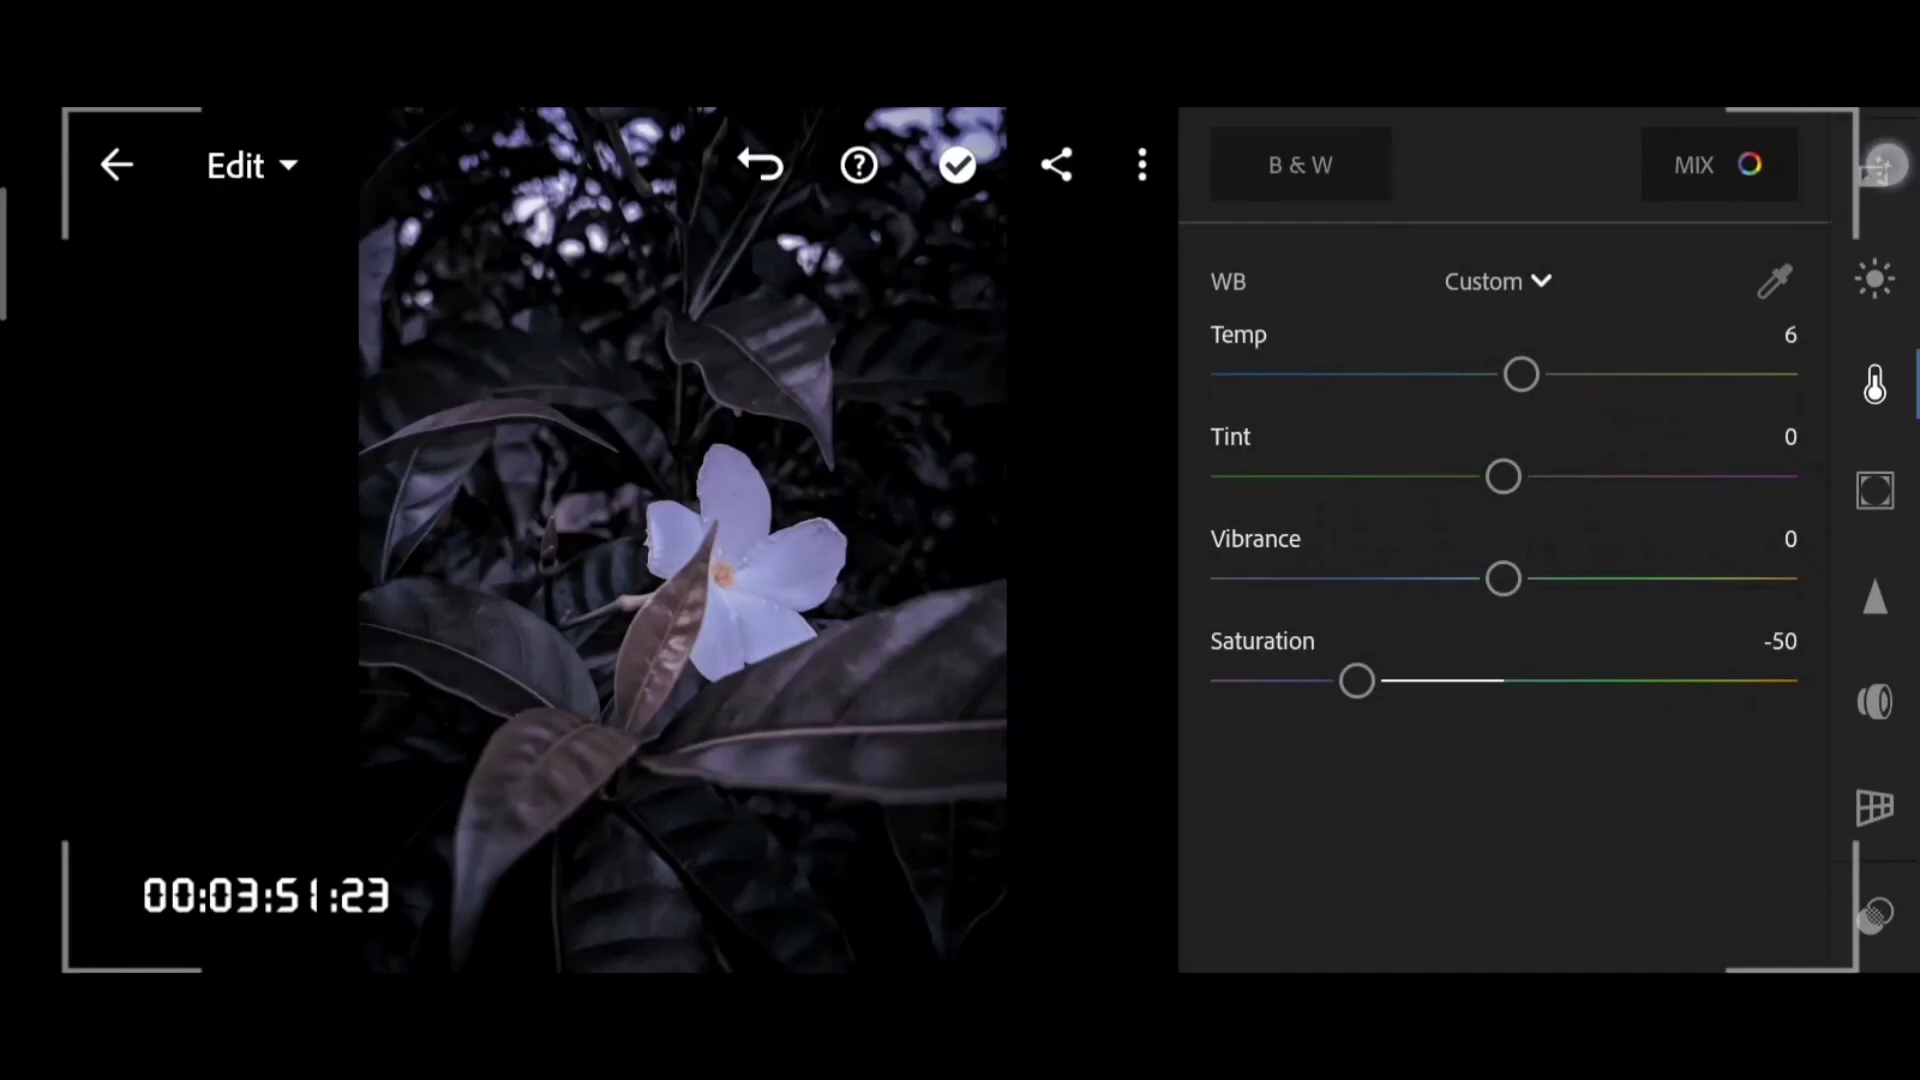 Edit
B & W
MIX
WB
Custom
Temp
6
Tint
0
Vibrance
0
Saturation
-50
00:03:51:23